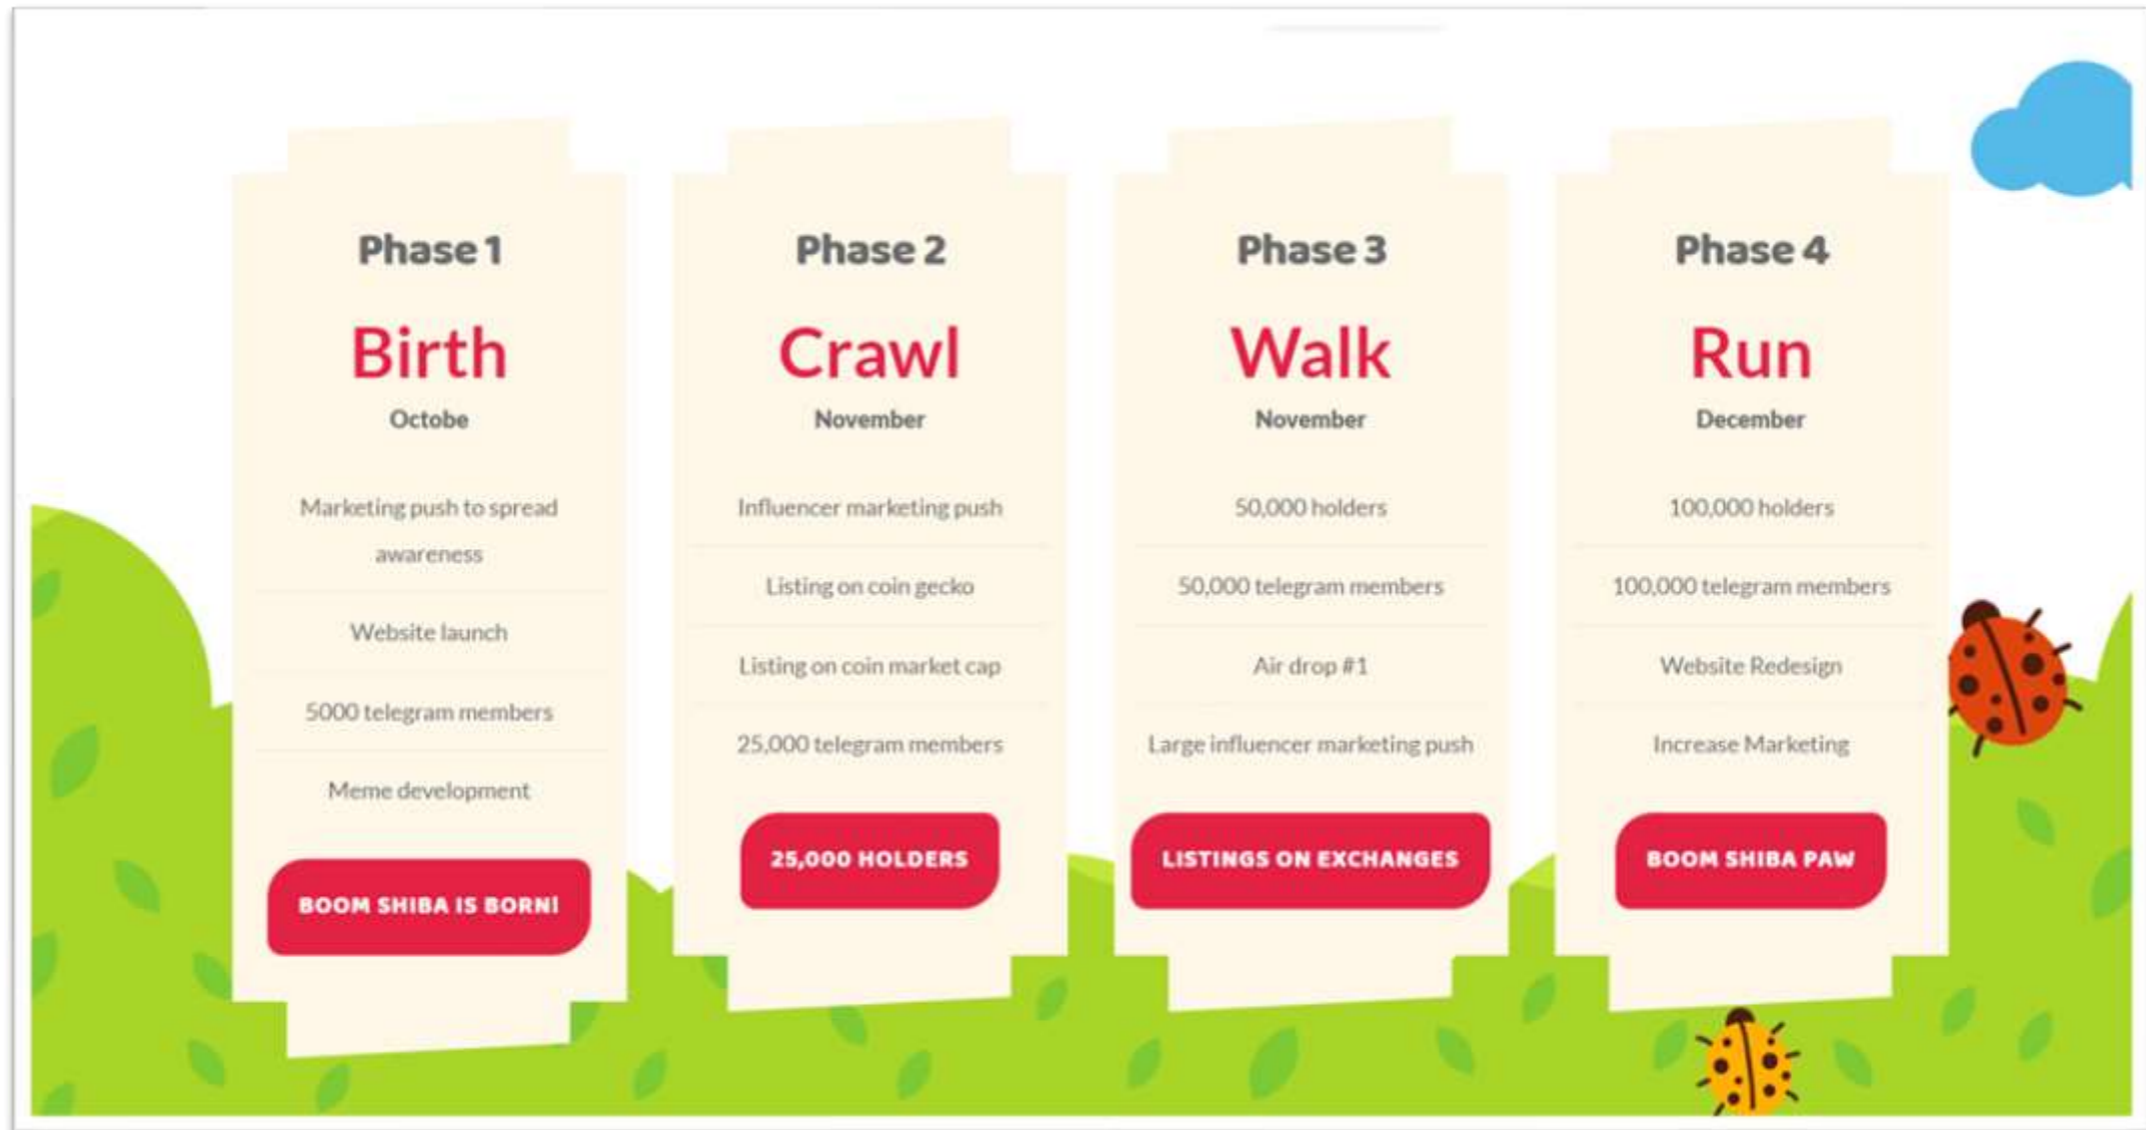 Phase 1
Birth
Octobe
Marketing push to spread
awareness
Website launch
5000 telegram members
Meme development
BOOM SHIBA IS BORN!
Phase 2
Crawl
November
Influencer marketing push
Listing on coin gecko
Listing on coin market cap
25,000 telegram members
25,000 HOLDERS
Phase 3
Walk
November
50,000 holders
50,000 telegram members
Air drop #1
Large influencer marketing push
LISTINGS ON EXCHANGES
Phase 4
Run
December
100,000 holders
100,000 telegram members
Website Redesign
Increase Marketing
BOOM SHIBA PAW